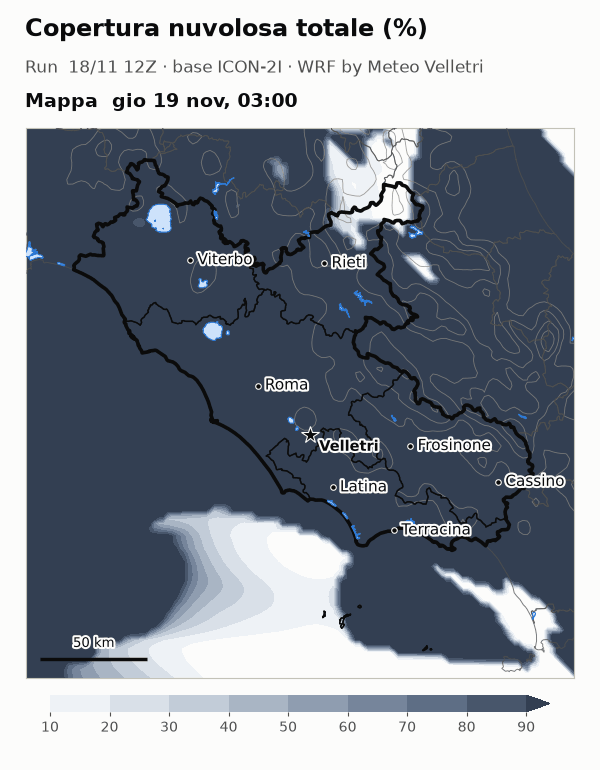 Copertura nuvolosa totale (%)
Run 18/11 12Z · base ICON-2I · WRF by Meteo Velletri
Mappa gio 19 nov, 03:00
Viterbo
Rieti
Roma
Velletri
Frosinone
Cassino
Latina
Terracina
50 km
10 20 30 40 50 60 70 80 90